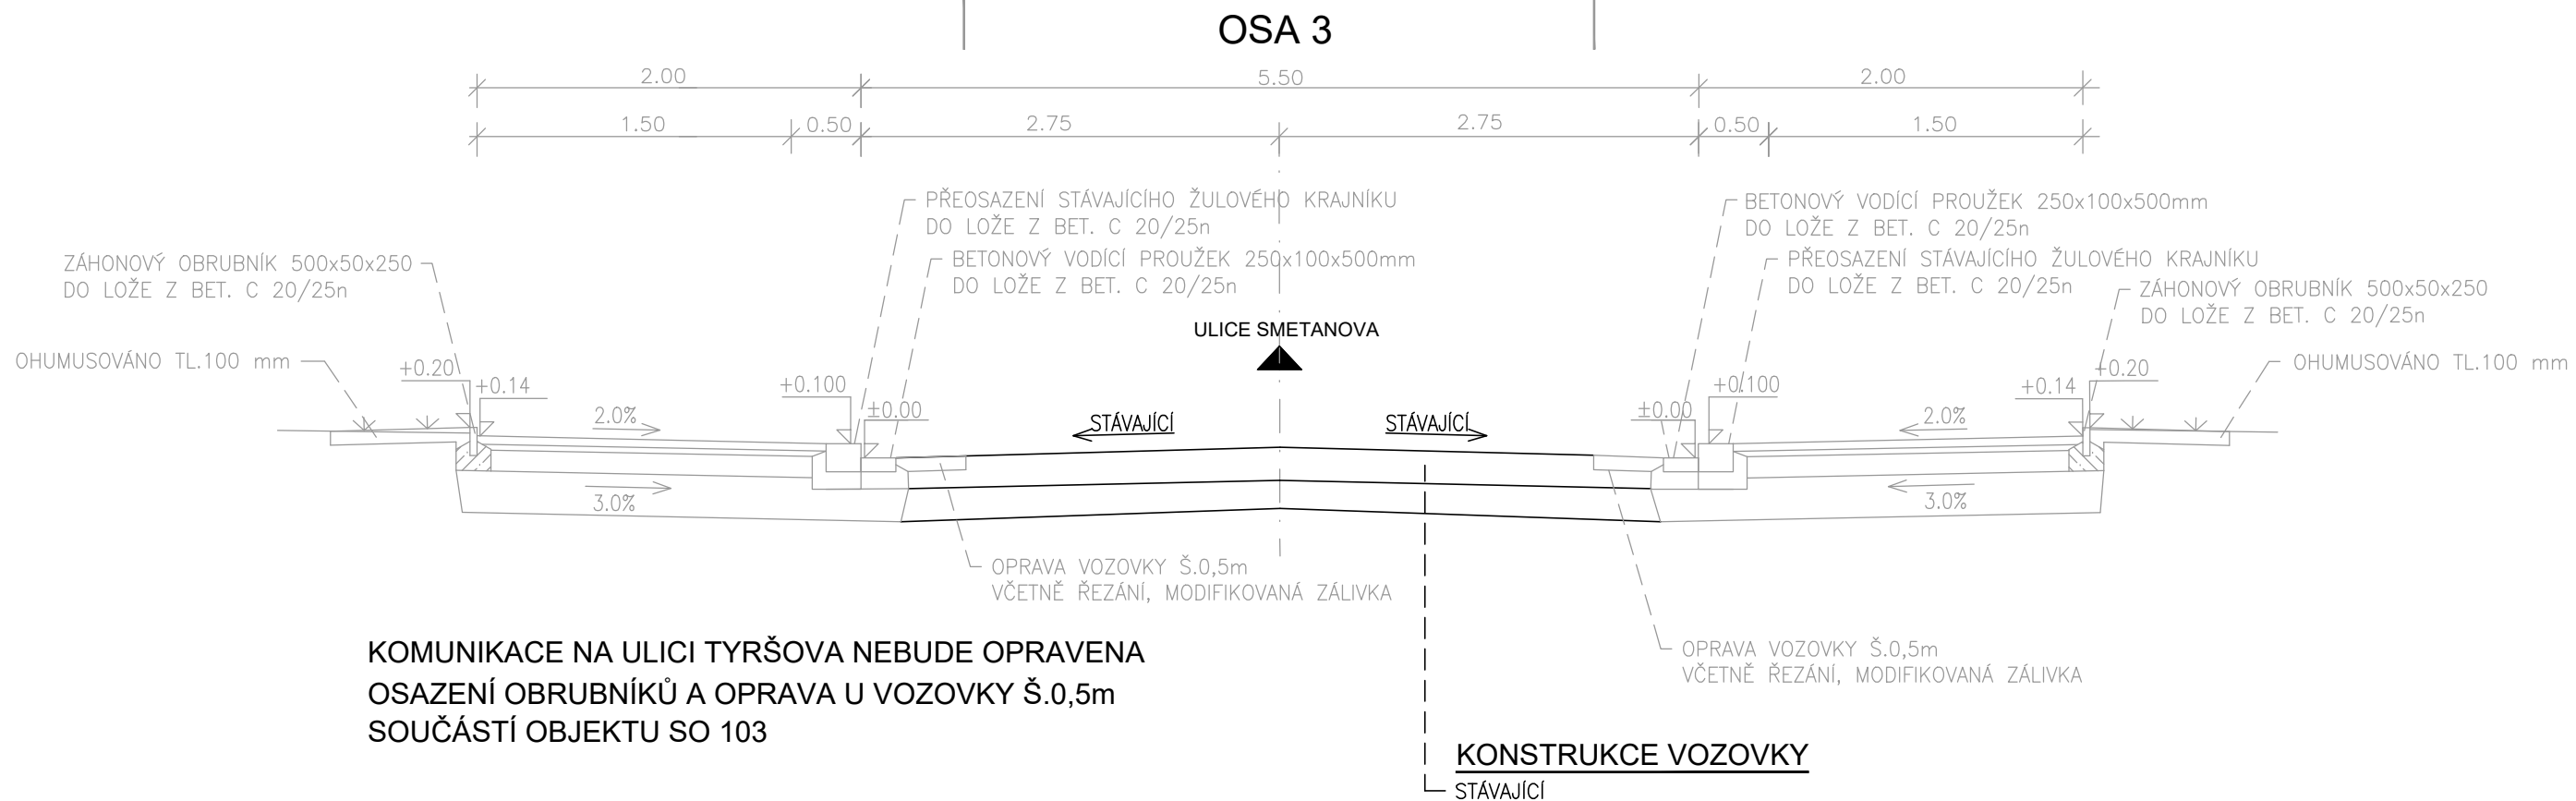 OSA 3
2.00
5.50
2.00
1.50
0.50
2.75
2.75
0.50
1.50
PŘEOSAZENÍ STÁVAJÍCÍHO ŽULOVÉHO KRAJNÍKU
DO LOŽE Z BET. C 20/25n
BETONOVÝ VODÍCÍ PROUŽEK 250x100x500mm
DO LOŽE Z BET. C 20/25n
BETONOVÝ VODÍCÍ PROUŽEK 250x100x500mm
DO LOŽE Z BET. C 20/25n
PŘEOSAZENÍ STÁVAJÍCÍHO ŽULOVÉHO KRAJNÍKU
DO LOŽE Z BET. C 20/25n
ZÁHONOVÝ OBRUBNÍK 500x50x250
DO LOŽE Z BET. C 20/25n
ZÁHONOVÝ OBRUBNÍK 500x50x250
DO LOŽE Z BET. C 20/25n
ULICE SMETANOVA
OHUMUSOVÁNO TL.100 mm
OHUMUSOVÁNO TL.100 mm
+0.20
+0.14
+0.100
±0.00
±0.00
+0.100
+0.14
+0.20
2.0%
STÁVAJÍCÍ
STÁVAJÍCÍ
2.0%
3.0%
3.0%
OPRAVA VOZOVKY Š.0,5m
VČETNĚ ŘEZÁNÍ, MODIFIKOVANÁ ZÁLIVKA
OPRAVA VOZOVKY Š.0,5m
VČETNĚ ŘEZÁNÍ, MODIFIKOVANÁ ZÁLIVKA
KOMUNIKACE NA ULICI TYRŠOVA NEBUDE OPRAVENA
OSAZENÍ OBRUBNÍKŮ A OPRAVA U VOZOVKY Š.0,5m
SOUČÁSTÍ OBJEKTU SO 103
KONSTRUKCE VOZOVKY
STÁVAJÍCÍ